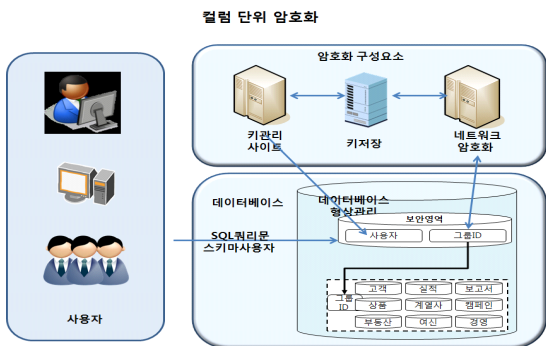 컬럼 단위 암호화
암호화 구성요소
키관리
사이트
키저장
네트워크
암호화
사용자
데이터베이스
데이터베이스
형상관리
보안영역
사용자
그룹ID
SQL쿼리문
스키마사용자
그룹
ID
고객
실적
보고서
상품
계열사
캠페인
부동산
여신
경영